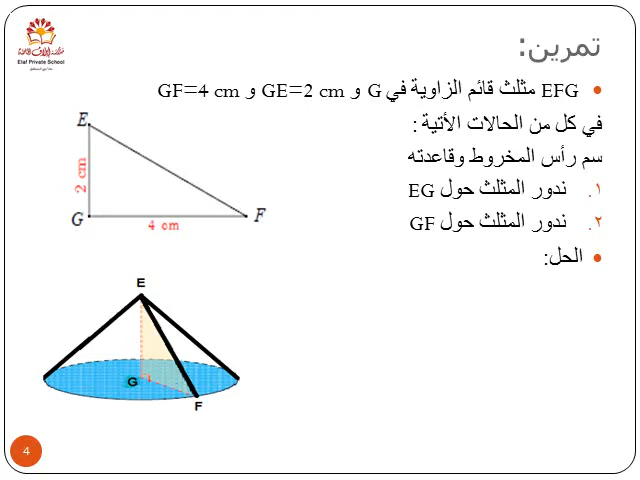 Elaf Private School
تمرين:
EFG مثلث قائم الزاوية في G و GE=2 cm و GF=4 cm
في كل من الحالات الأتية :
سم رأس المخروط وقاعدته
١. ندور المثلث حول EG
٢. ندور المثلث حول GF
الحل:
E
2 cm
G
F
4 cm
E
G
F
4